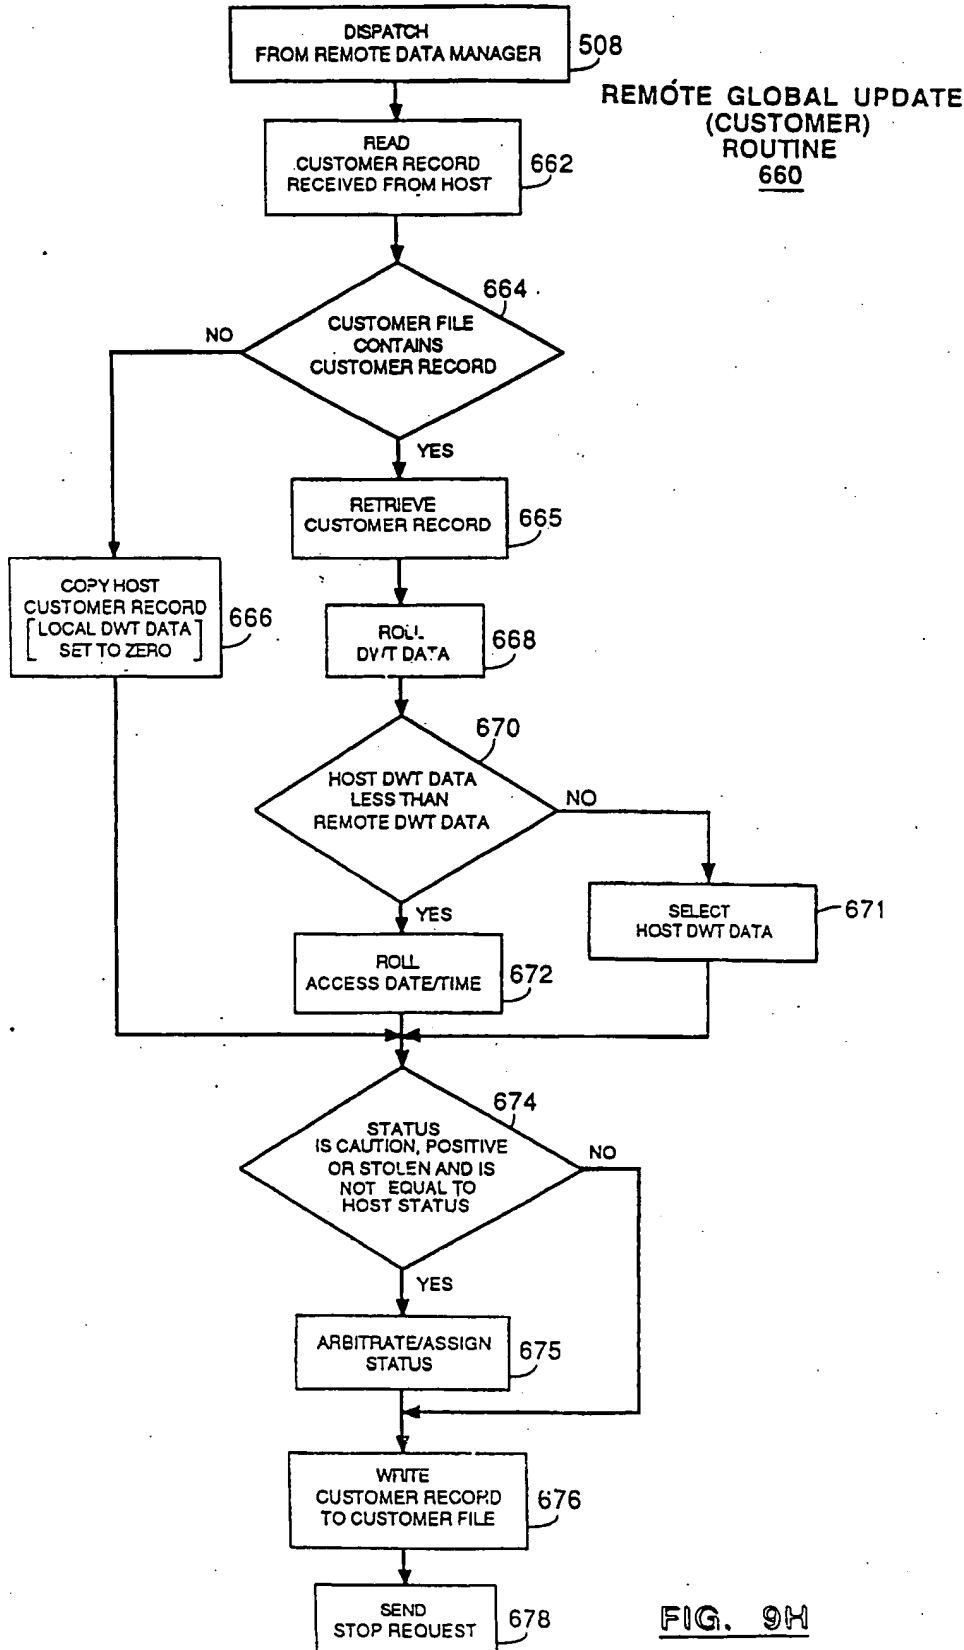 DISPATCH
FROM REMOTE DATA MANAGER
508
REMOTE GLOBAL UPDATE
(CUSTOMER)
ROUTINE
660
READ
CUSTOMER RECORD
RECEIVED FROM HOST
662
664
CUSTOMER FILE
CONTAINS
CUSTOMER RECORD
NO
YES
RETRIEVE
CUSTOMER RECORD
665
COPY HOST
CUSTOMER RECORD
[LOCAL DWT DATA
SET TO ZERO]
666
ROLL
DWT DATA
668
670
HOST DWT DATA
LESS THAN
REMOTE DWT DATA
NO
YES
SELECT
HOST DWT DATA
671
ROLL
ACCESS DATE/TIME
672
674
STATUS
IS CAUTION, POSITIVE
OR STOLEN AND IS
NOT EQUAL TO
HOST STATUS
NO
YES
ARBITRATE/ASSIGN
STATUS
675
WRITE
CUSTOMER RECORD
TO CUSTOMER FILE
676
SEND
STOP REQUEST
678
FIG. 9H